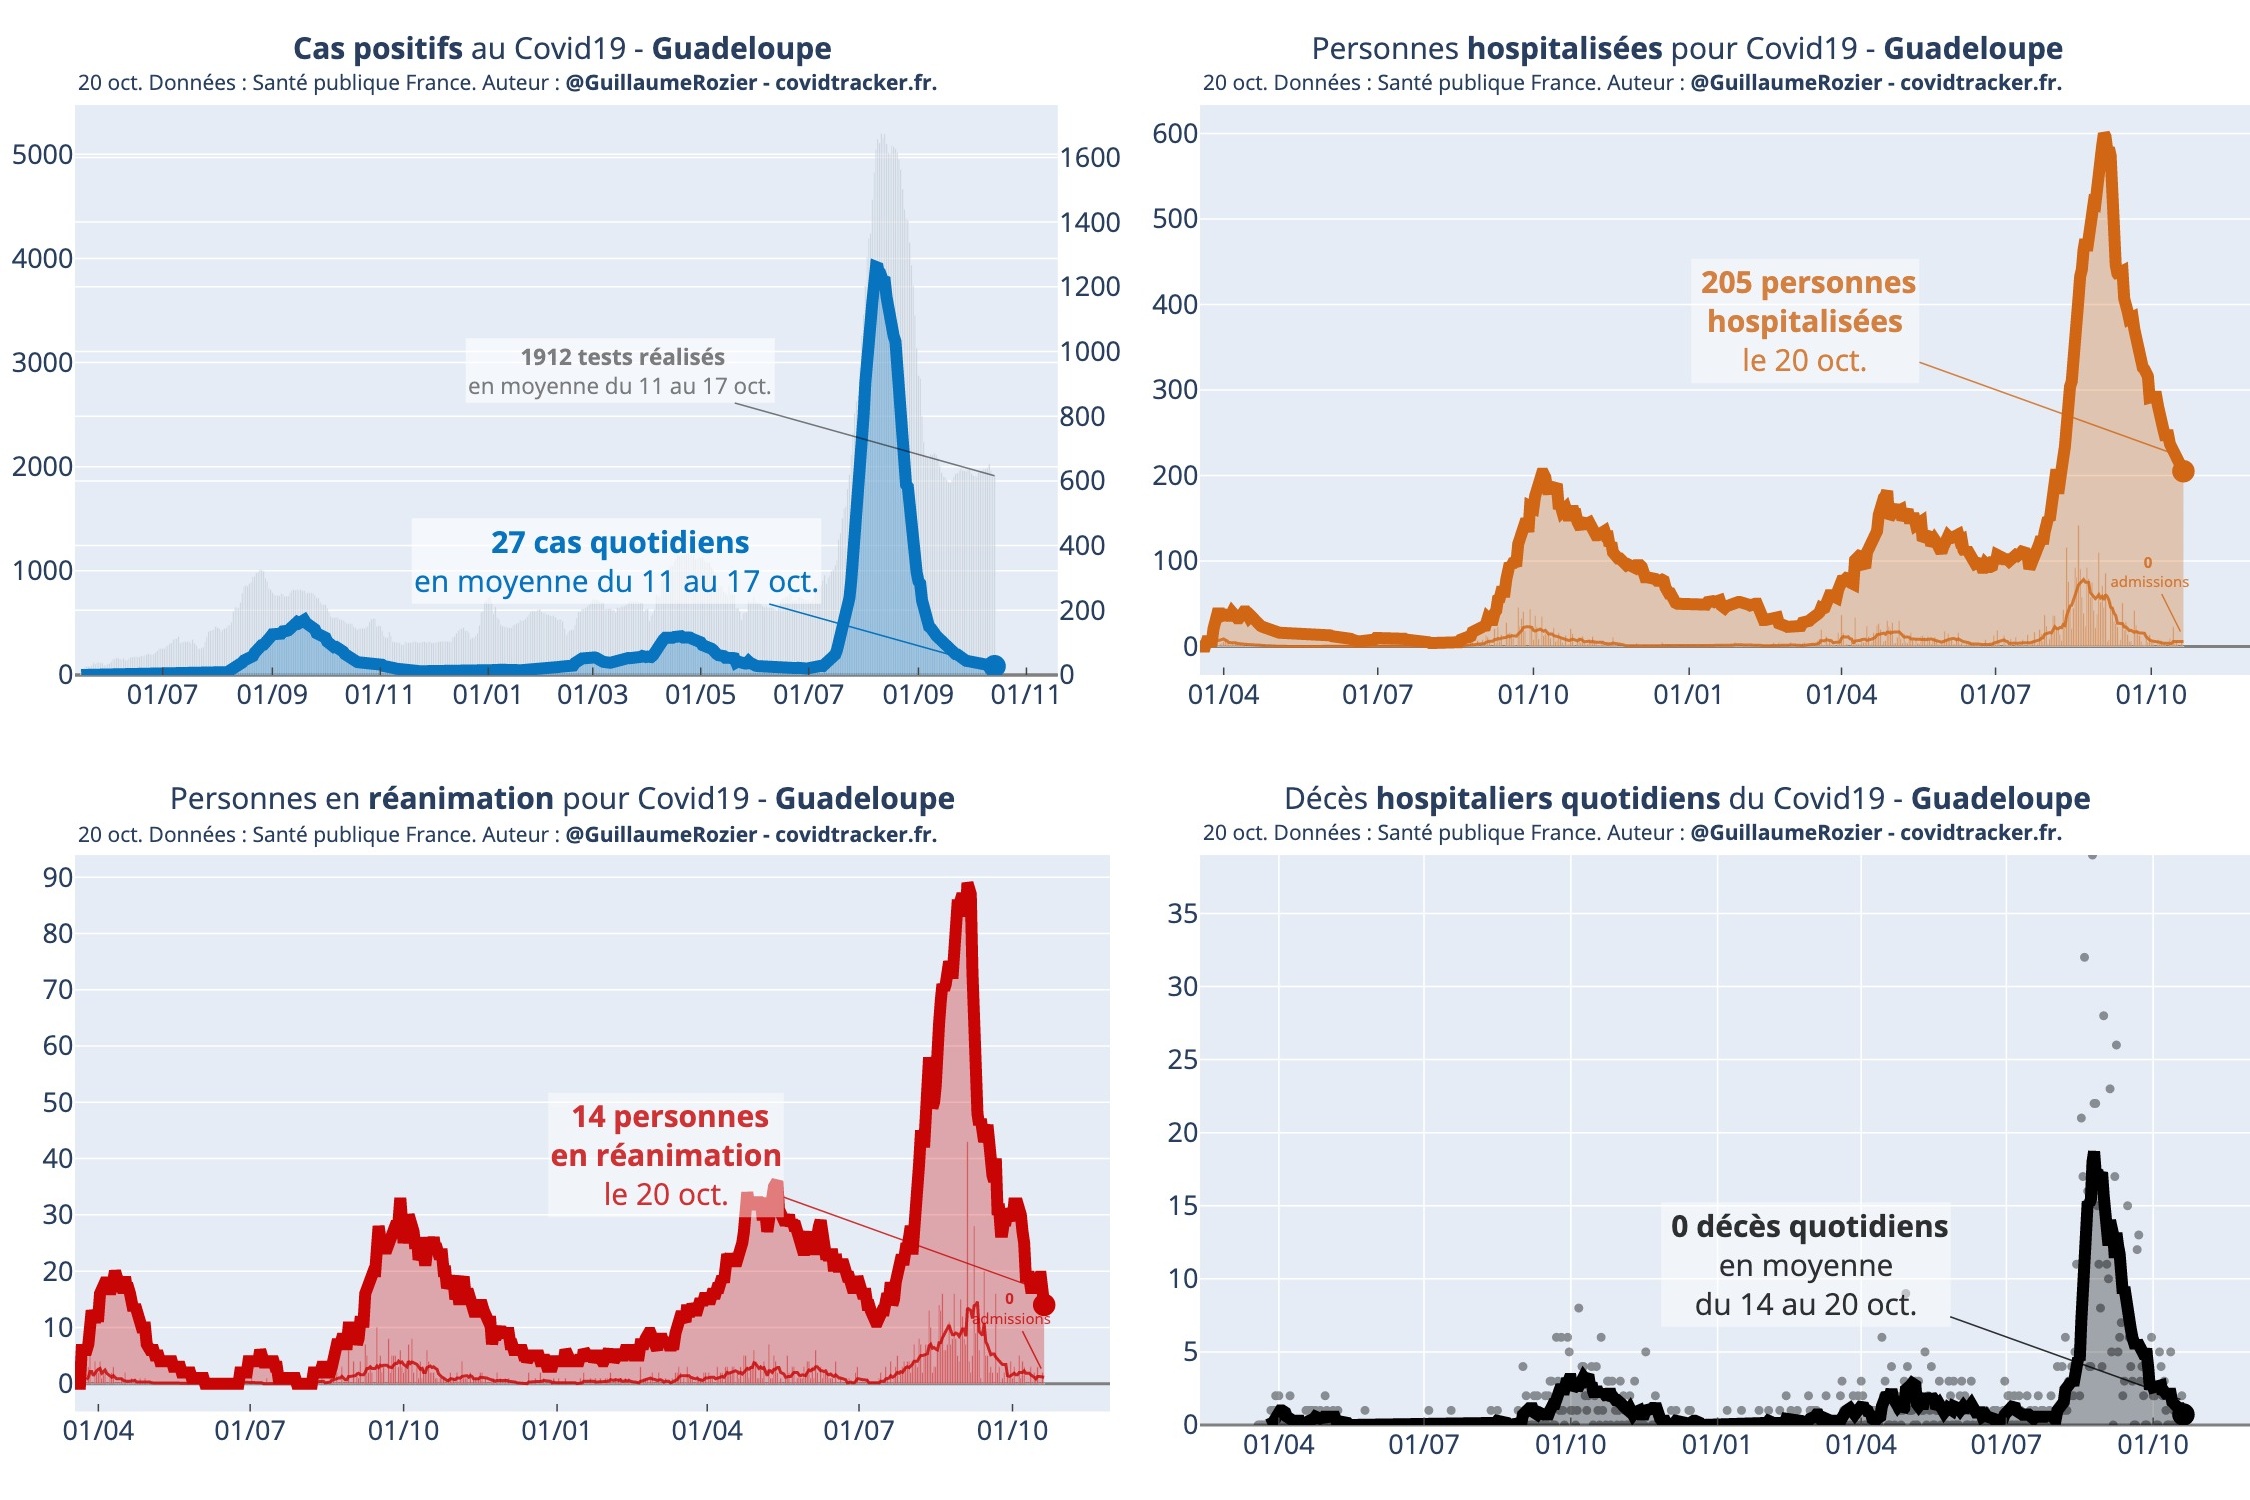 Cas positifs au Covid19 - Guadeloupe
20 oct. Données : Santé publique France. Auteur : @GuillaumeRozier - covidtracker.fr.
5000
4000
3000
2000
1000
0
1600
1400
1200
1000
800
600
400
200
0
1912 tests réalisés
en moyenne du 11 au 17 oct.
27 cas quotidiens
en moyenne du 11 au 17 oct.
01/07 01/09 01/11 01/01 01/03 01/05 01/07 01/09 01/11
Personnes hospitalisées pour Covid19 - Guadeloupe
20 oct. Données : Santé publique France. Auteur : @GuillaumeRozier - covidtracker.fr.
600
500
400
300
200
100
0
205 personnes
hospitalisées
le 20 oct.
0
admissions
01/04 01/07 01/10 01/01 01/04 01/07 01/10
Personnes en réanimation pour Covid19 - Guadeloupe
20 oct. Données : Santé publique France. Auteur : @GuillaumeRozier - covidtracker.fr.
90
80
70
60
50
40
30
20
10
0
14 personnes
en réanimation
le 20 oct.
0
admissions
01/04 01/07 01/10 01/01 01/04 01/07 01/10
Décès hospitaliers quotidiens du Covid19 - Guadeloupe
20 oct. Données : Santé publique France. Auteur : @GuillaumeRozier - covidtracker.fr.
35
30
25
20
15
10
5
0
0 décès quotidiens
en moyenne
du 14 au 20 oct.
01/04 01/07 01/10 01/01 01/04 01/07 01/10